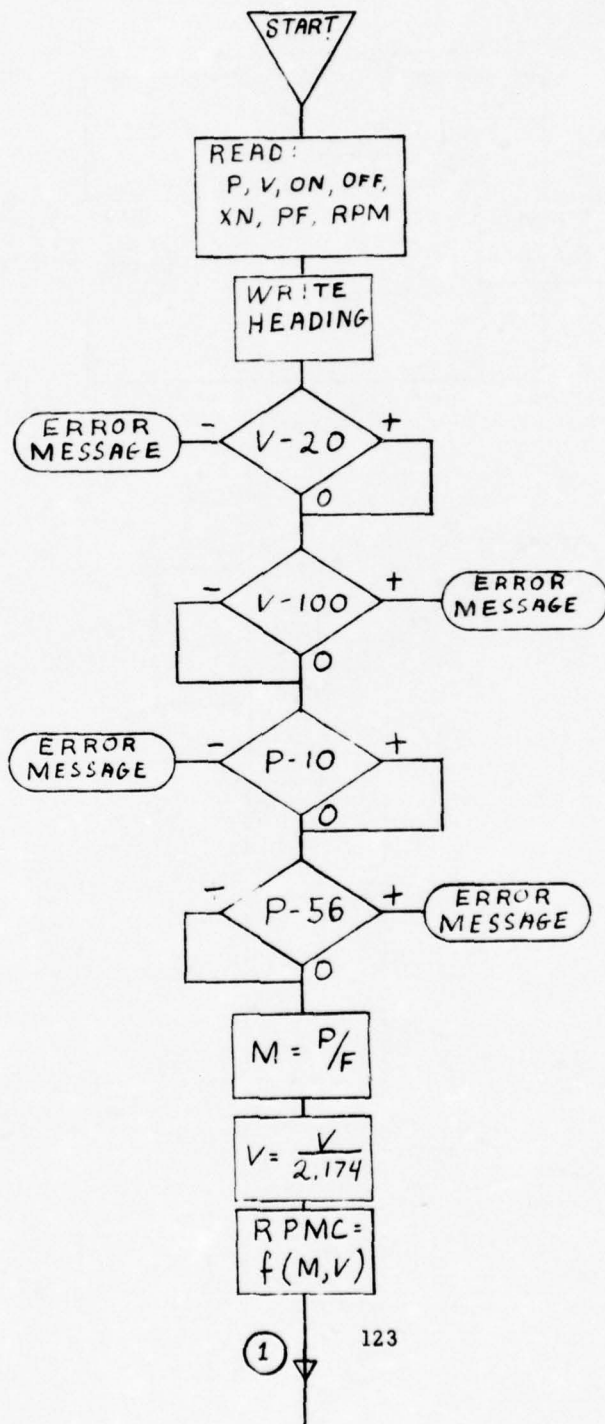 START
READ:
P, V, ON, OFF,
XN, PF, RPM
WRITE
HEADING
ERROR
MESSAGE
-
V-20
+
0
-
V-100
+
ERROR
MESSAGE
0
ERROR
MESSAGE
-
P-10
+
0
-
P-56
+
ERROR
MESSAGE
0
M = P/F
V = V
2.174
RPMC =
f(M,V)
1
123